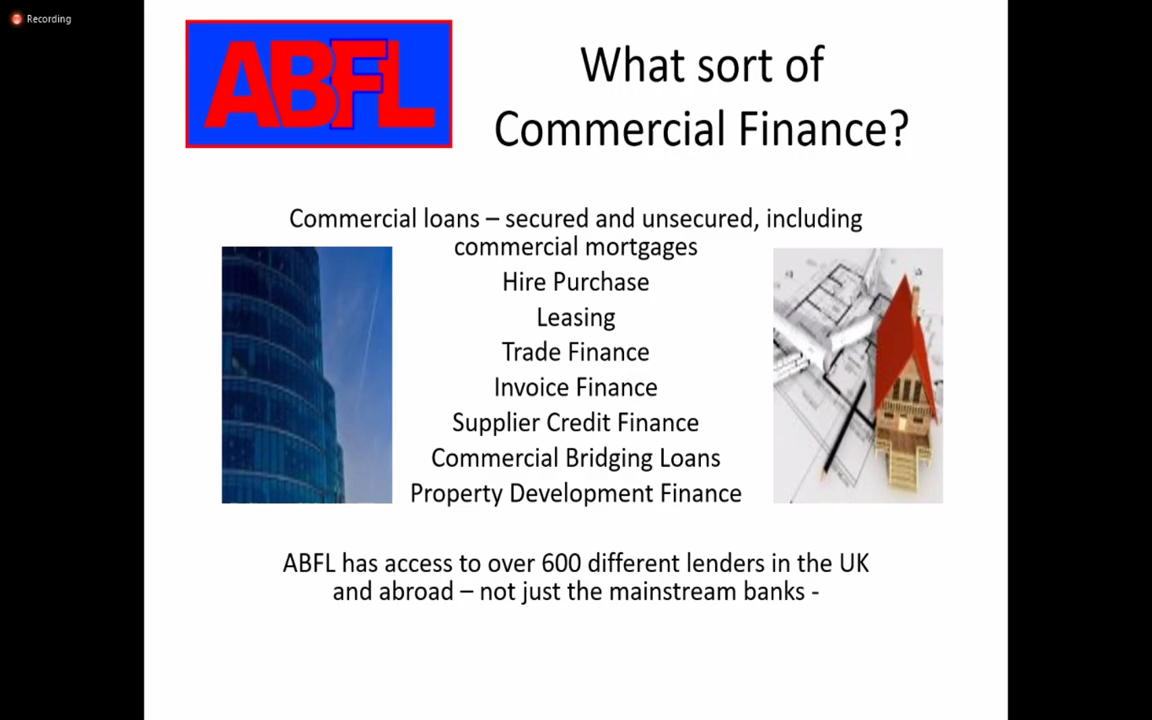 Recording
ABFL
What sort of
Commercial Finance?
Commercial loans – secured and unsecured, including
commercial mortgages
Hire Purchase
Leasing
Trade Finance
Invoice Finance
Supplier Credit Finance
Commercial Bridging Loans
Property Development Finance
ABFL has access to over 600 different lenders in the UK
and abroad – not just the mainstream banks -